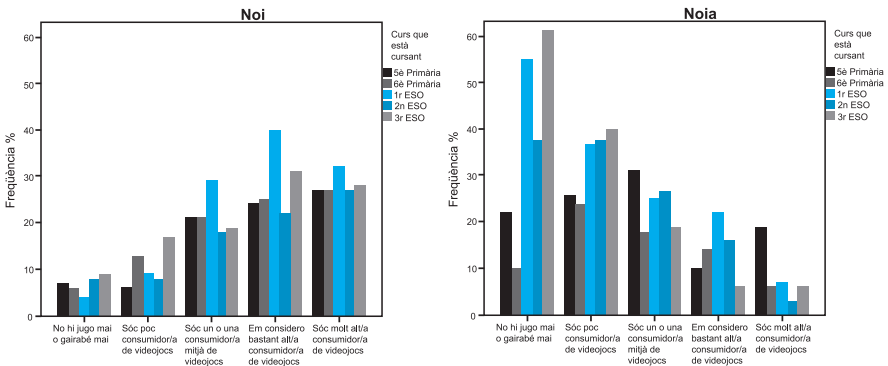 Noi
Freqüència %
60
50
40
30
20
10
0
No hi jugo mai
o gairabé mai
Sóc poc
consumidor/a
de videojocs
Sóc un o una
consumidor/a
mitjà de
videojocs
Em considero
bastant alt/a
consumidor/a
de videojocs
Sóc molt alt/a
consumidor/a
de videojocs
Curs que
està
cursant
5è Primària
6è Primària
1r ESO
2n ESO
3r ESO
Noia
Freqüència %
60
50
40
30
20
10
0
No hi jugo mai
o gairabé mai
Sóc poc
consumidor/a
de videojocs
Sóc un o una
consumidor/a
mitjà de
videojocs
Em considero
bastant alt/a
consumidor/a
de videojocs
Sóc molt alt/a
consumidor/a
de videojocs
Curs que
està
cursant
5è Primària
6è Primària
1r ESO
2n ESO
3r ESO